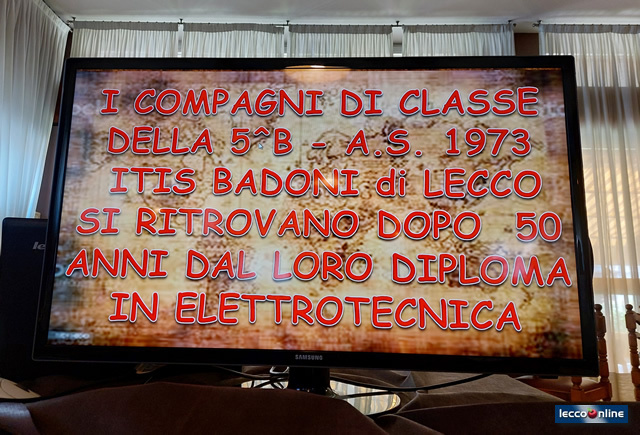 I COMPAGNI DI CLASSE
DELLA 5^B - A.S. 1973
ITIS BADONI di LECCO
SI RITROVANO DOPO 50
ANNI DAL LORO DIPLOMA
IN ELETTROTECNICA
SAMSUNG
lecco nline